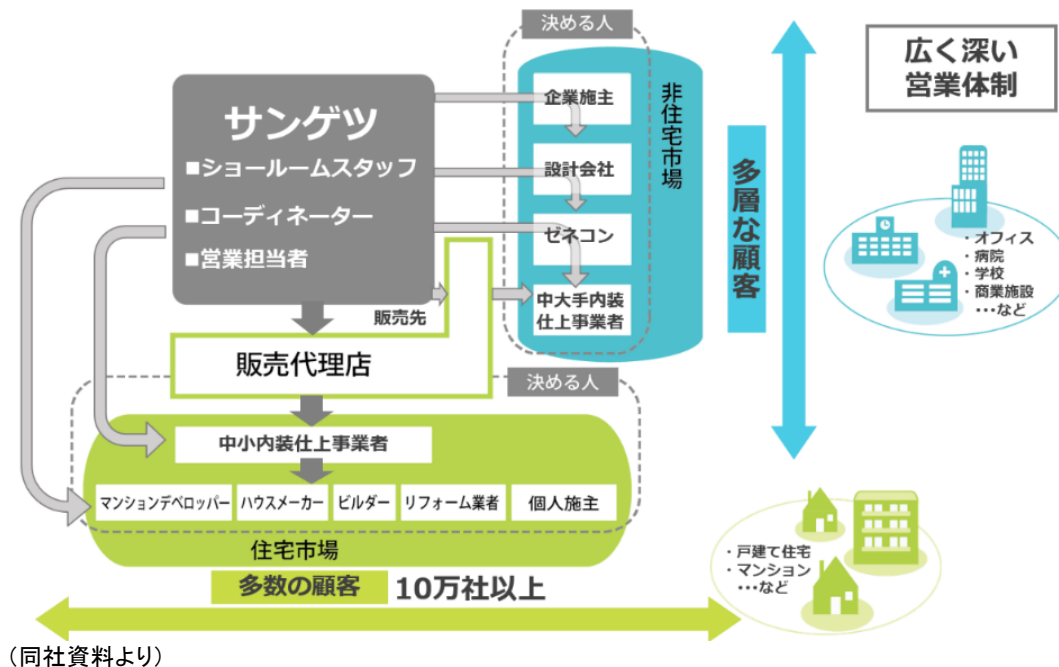 決める人
広く深い
営業体制
サンゲツ
■ショールームスタッフ
■コーディネーター
■営業担当者
企業施主
設計会社
ゼネコン
中大手内装
仕上事業者
非住宅市場
多層な顧客
・オフィス
・病院
・学校
・商業施設
・・・など
販売先
販売代理店
決める人
中小内装仕上事業者
マンションデベロッパー
ハウスメーカー
ビルダー
リフォーム業者
個人施主
住宅市場
・戸建て住宅
・マンション
・・・など
多数の顧客 10万社以上
(同社資料より)